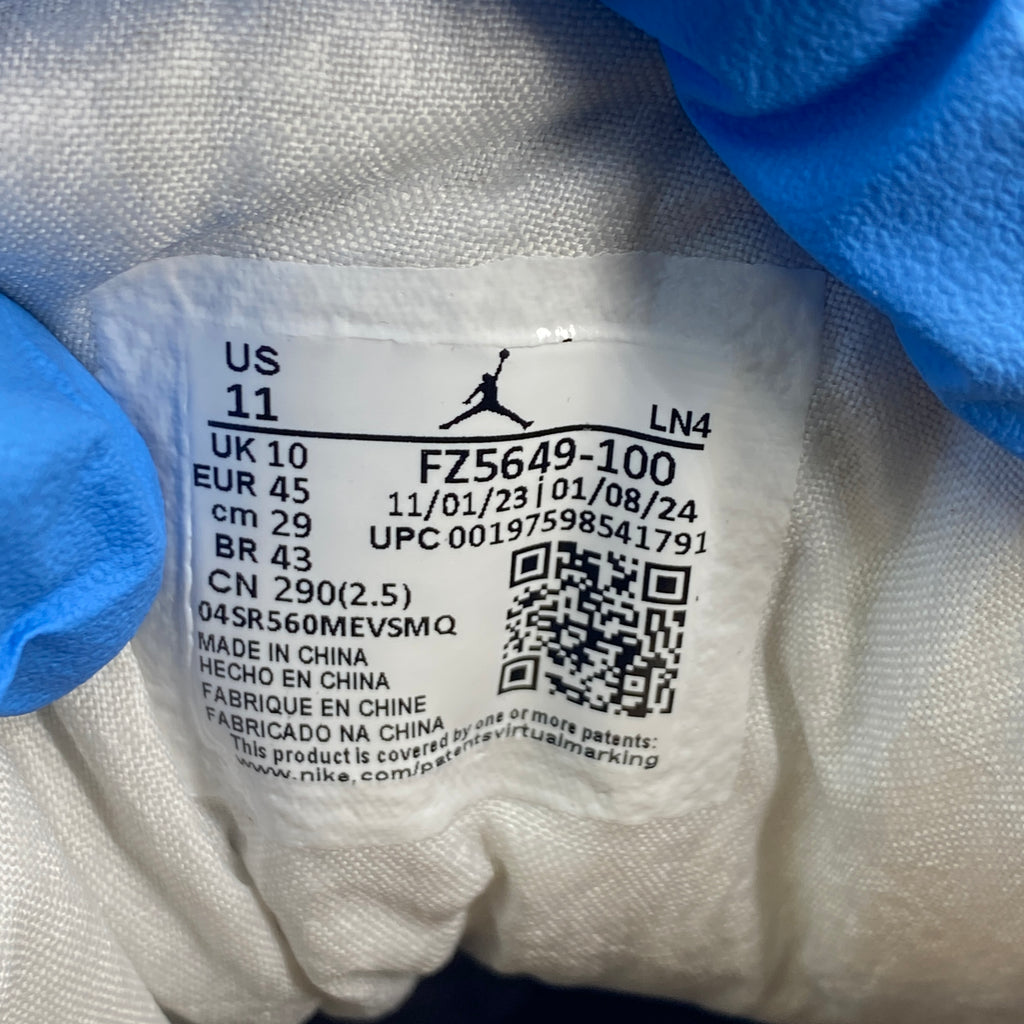 US
11
LN4
UK 10
EUR 45
cm 29
BR 43
CN 290(2.5)
FZ5649-100
11/01/23 | 01/08/24
UPC 00197598541791
04SR560MEVSMQ
MADE IN CHINA
HECHO EN CHINA
FABRIQUE EN CHINE
FABRICADO NA CHINA
This product is covered by one or more patents:
www.nike.com/patentsvirtualmarking